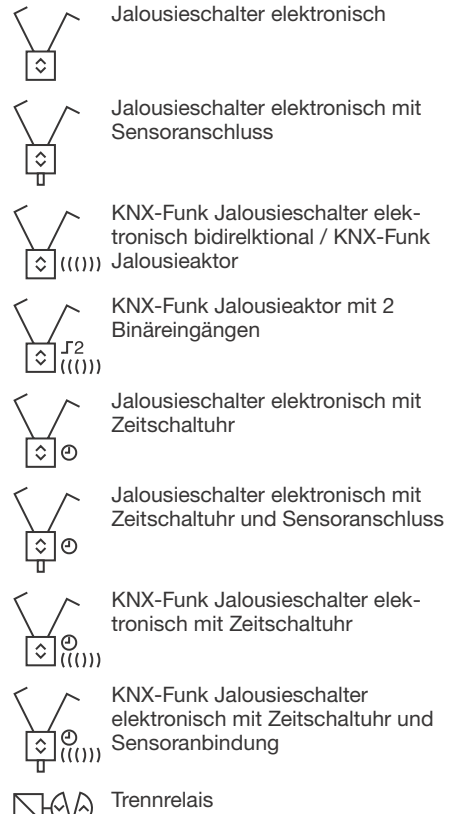 Jalousieschalter elektronisch
Jalousieschalter elektronisch mit
Sensoranschluss
KNX-Funk Jalousieschalter elek-
tronisch bidirelktional / KNX-Funk
Jalousieaktor
KNX-Funk Jalousieaktor mit 2
Binäreingängen
2
Jalousieschalter elektronisch mit
Zeitschaltuhr
Jalousieschalter elektronisch mit
Zeitschaltuhr und Sensoranschluss
KNX-Funk Jalousieschalter elek-
tronisch mit Zeitschaltuhr
KNX-Funk Jalousieschalter
elektronisch mit Zeitschaltuhr und
Sensoranbindung
Trennrelais